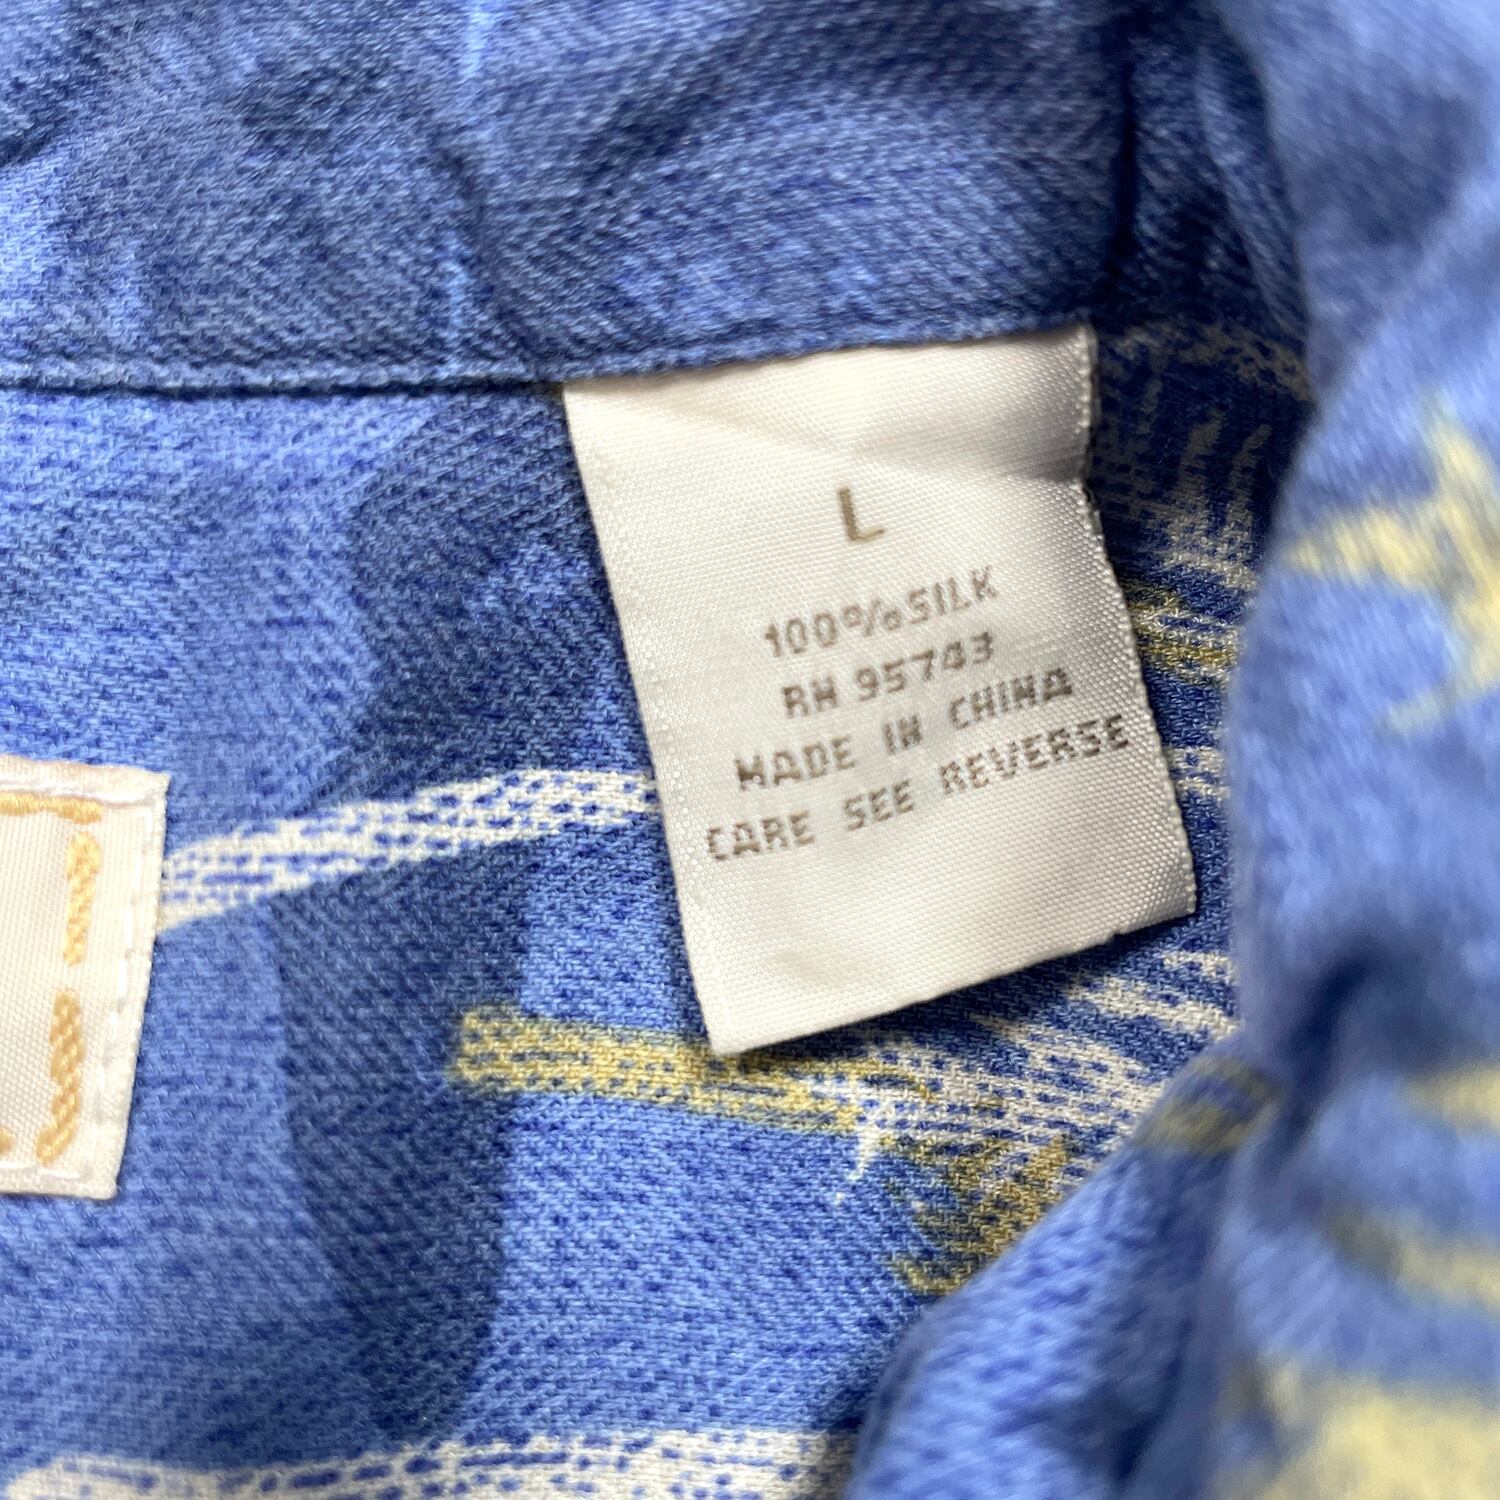 L
100%SILK
RN 95743
MADE IN CHINA
CARE SEE REVERSE